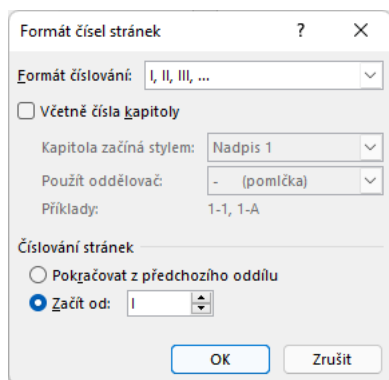 Formát čísel stránek ? ×
Formát číslování: I, II, III, ...
Včetně čísla kapitoly
Kapitola začíná stylem: Nadpis 1
Použít oddělovač: - (pomlčka)
Příklady: 1-1, 1-A
Číslování stránek
Pokračovat z předchozího oddílu
Začít od: I
OK Zrušit